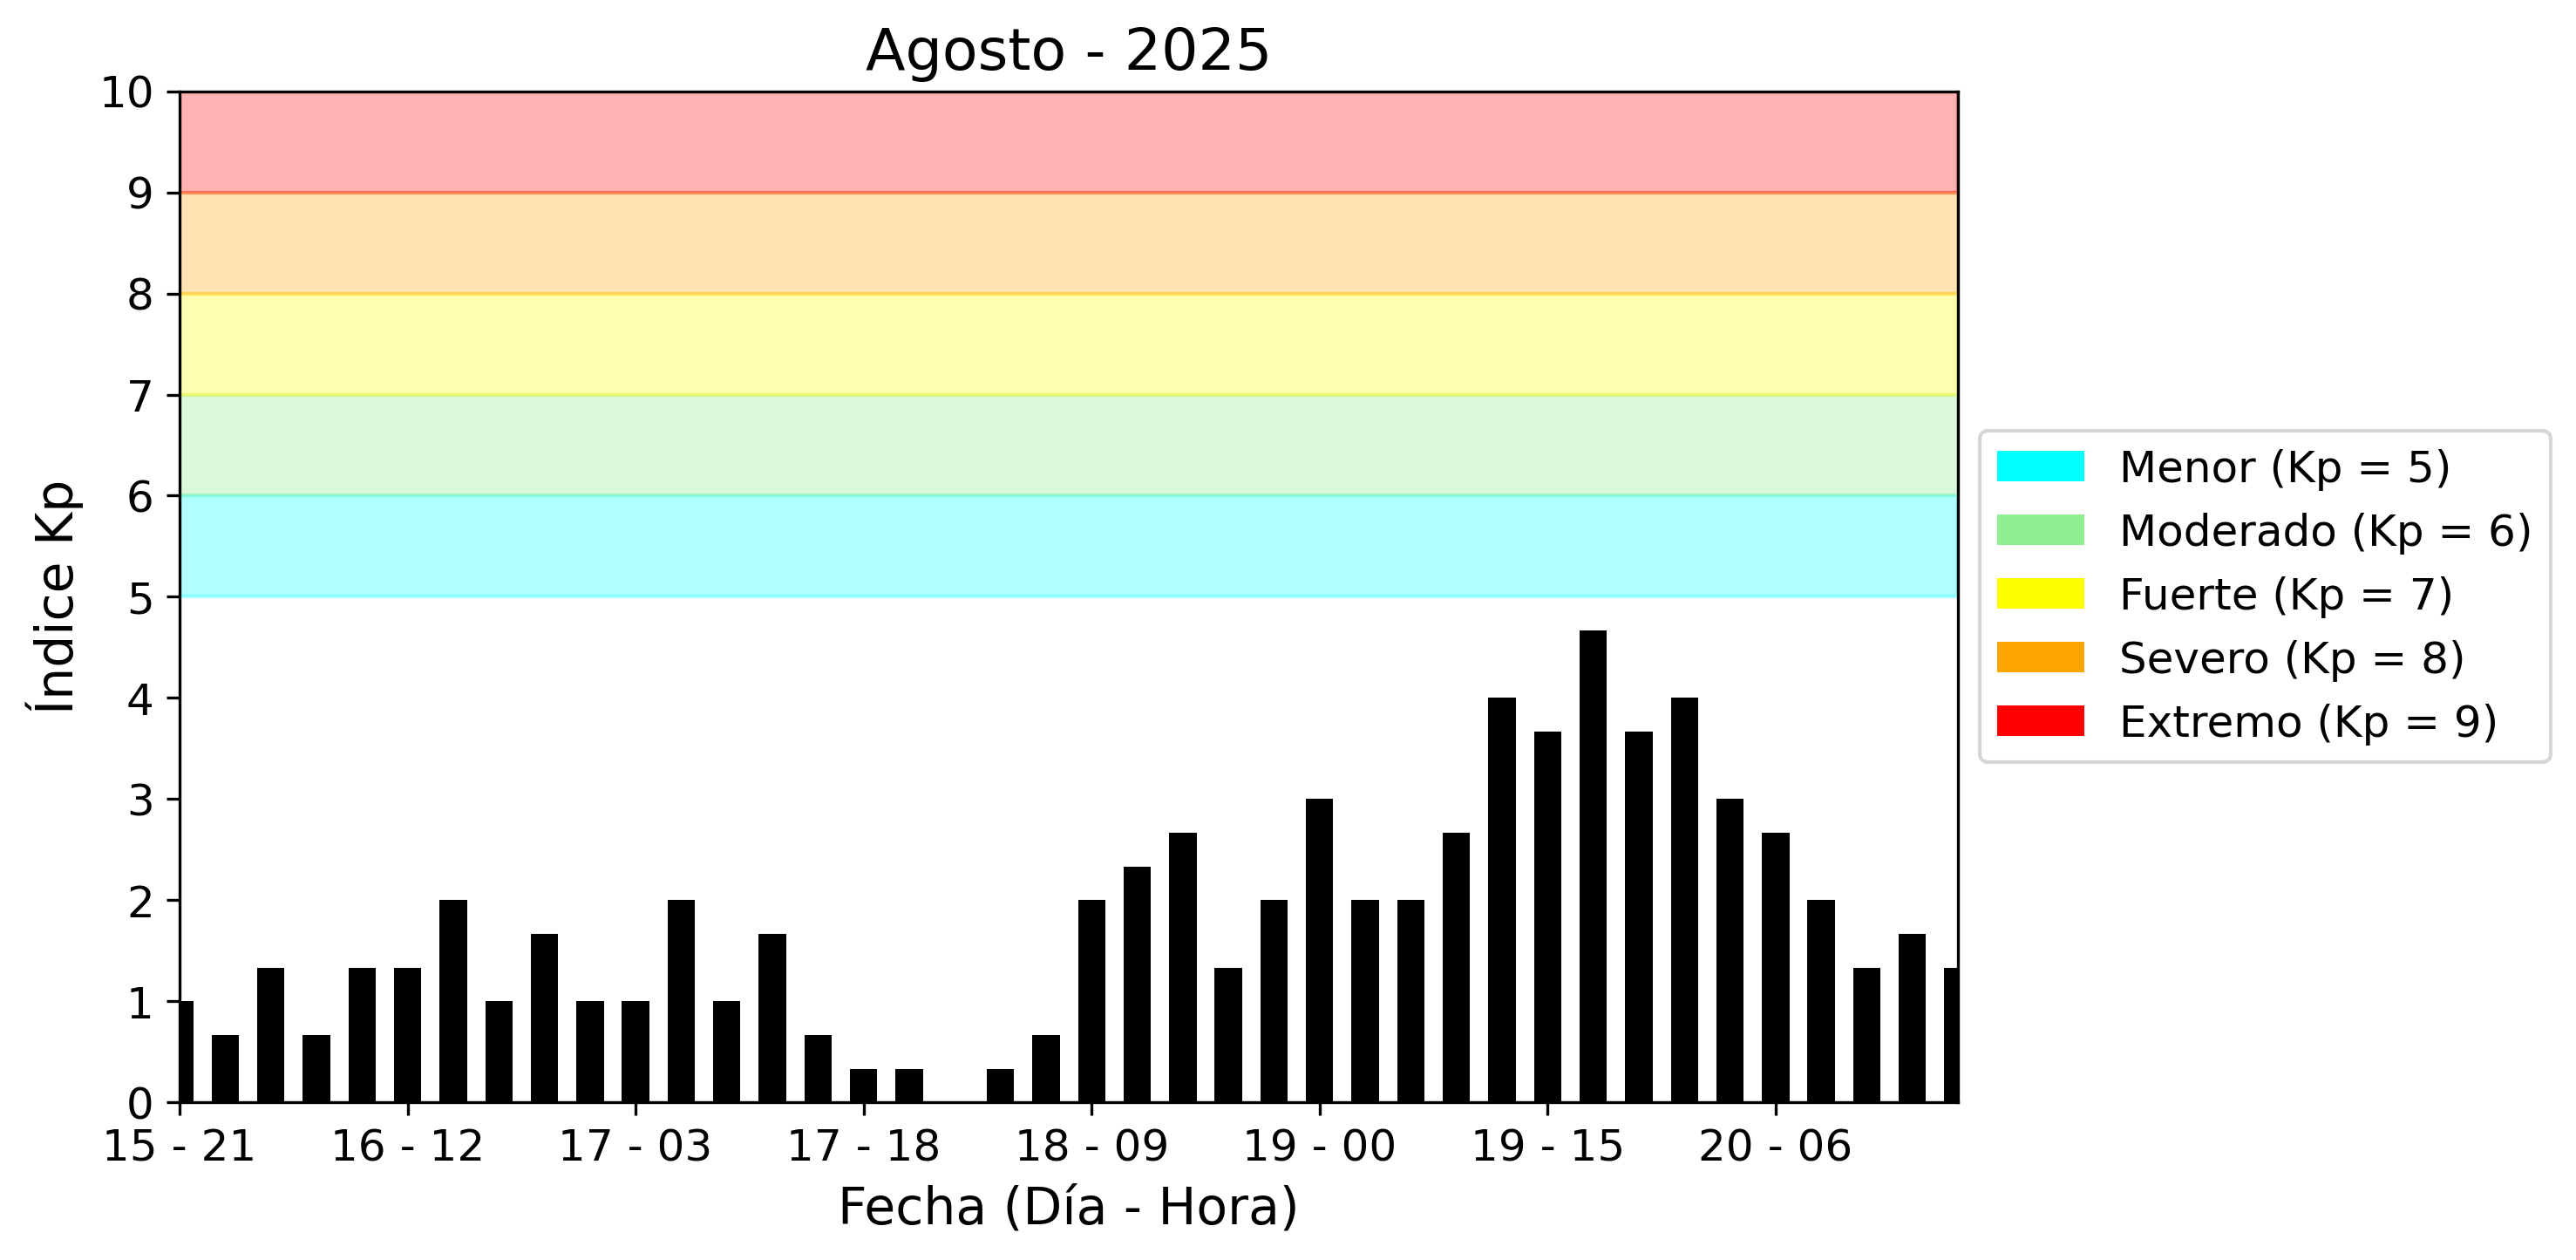 Agosto - 2025
10
9
8
7
6
5
4
3
2
1
0
Índice Kp
15 - 21
16 - 12
17 - 03
17 - 18
18 - 09
19 - 00
19 - 15
20 - 06
Fecha (Día - Hora)
Menor (Kp = 5)
Moderado (Kp = 6)
Fuerte (Kp = 7)
Severo (Kp = 8)
Extremo (Kp = 9)